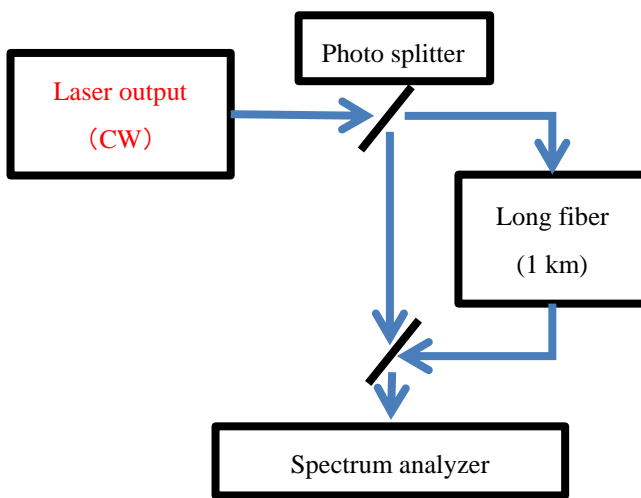 Photo splitter
Laser output
（CW）
Long fiber
(1 km)
Spectrum analyzer